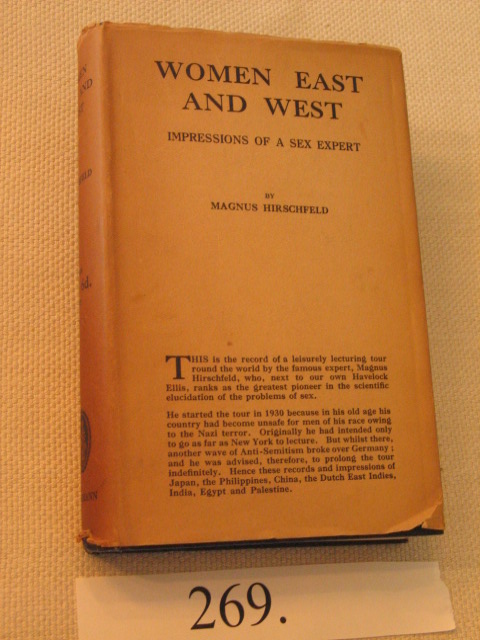 WOMEN EAST
AND WEST
IMPRESSIONS OF A SEX EXPERT
BY
MAGNUS HIRSCHFELD
THIS is the record of a leisurely lecturing tour
round the world by the famous expert, Magnus
Hirschfeld, who, next to our own Havelock
Ellis, ranks as the greatest pioneer in the scientific
elucidation of the problems of sex.
He started the tour in 1930 because in his old age his
country had become unsafe for men of his race owing
to the Nazi terror. Originally he had intended only
to go as far as New York to lecture. But whilst there,
another wave of Anti-Semitism broke over Germany;
and he was advised, therefore, to prolong the tour
indefinitely. Hence these records and impressions of
Japan, the Philippines, China, the Dutch East Indies,
India, Egypt and Palestine.
269.